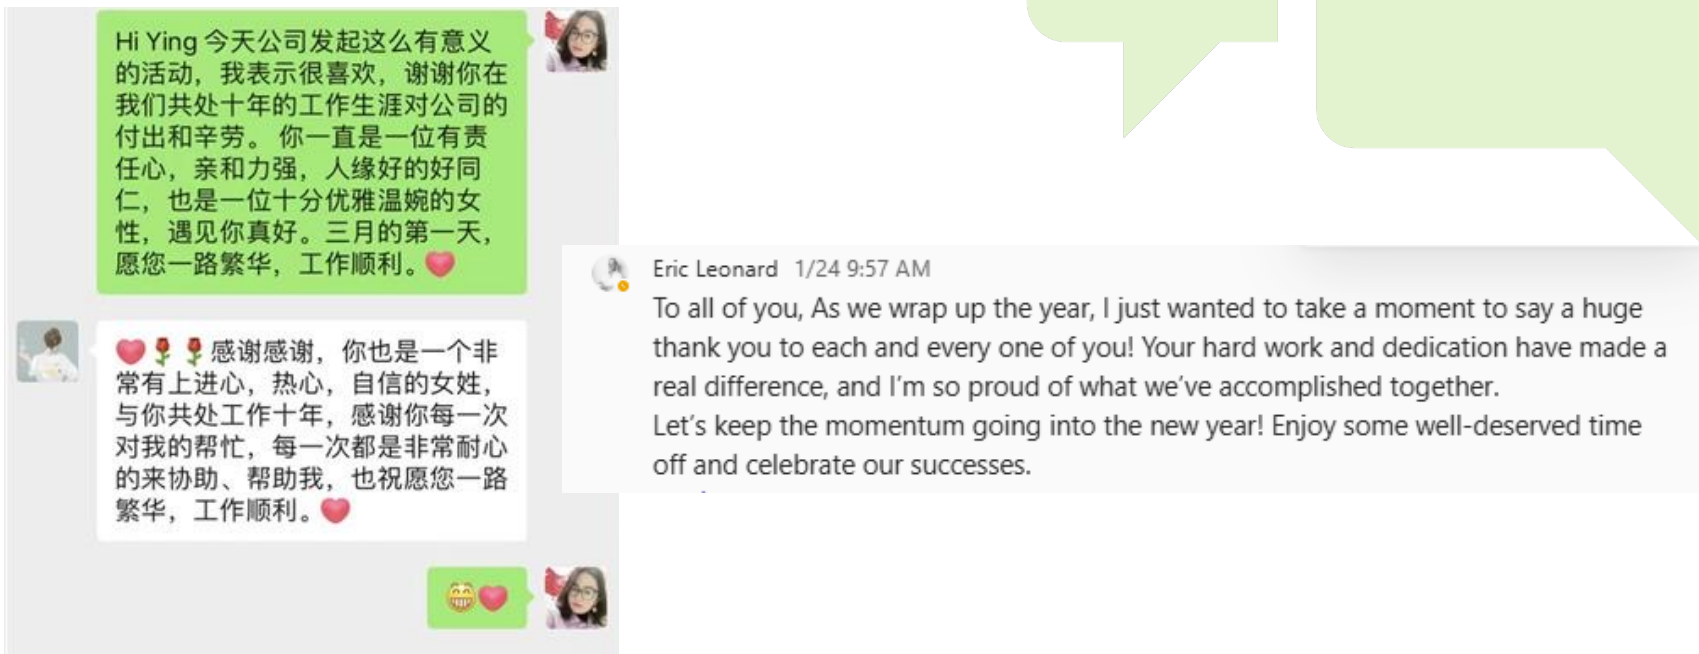 Hi Ying 今天公司发起这么有意义
的活动，我表示很喜欢，谢谢你在
我们共处十年的工作生涯对公司的
付出和辛劳。 你一直是一位有责
任心，亲和力强，人缘好的好同
仁，也是一位十分优雅温婉的女
性，遇见你真好。三月的第一天，
愿您一路繁华，工作顺利。❤️
❤️🌹🌹感谢感谢，你也是一个非
常有上进心，热心，自信的女姓，
与你共处工作十年，感谢你每一次
对我的帮忙，每一次都是非常耐心
的来协助、帮助我，也祝愿您一路
繁华，工作顺利。❤️
😁❤️
Eric Leonard 1/24 9:57 AM
To all of you, As we wrap up the year, I just wanted to take a moment to say a huge
thank you to each and every one of you! Your hard work and dedication have made a
real difference, and I’m so proud of what we’ve accomplished together.
Let’s keep the momentum going into the new year! Enjoy some well-deserved time
off and celebrate our successes.